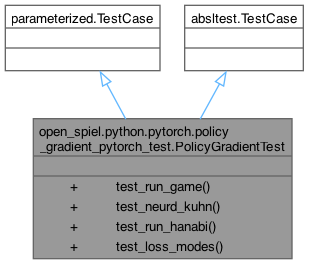 parameterized.TestCase
absltest.TestCase
open_spiel.python.pytorch.policy
_gradient_pytorch_test.PolicyGradientTest
+ test_run_game()
+ test_neurd_kuhn()
+ test_run_hanabi()
+ test_loss_modes()